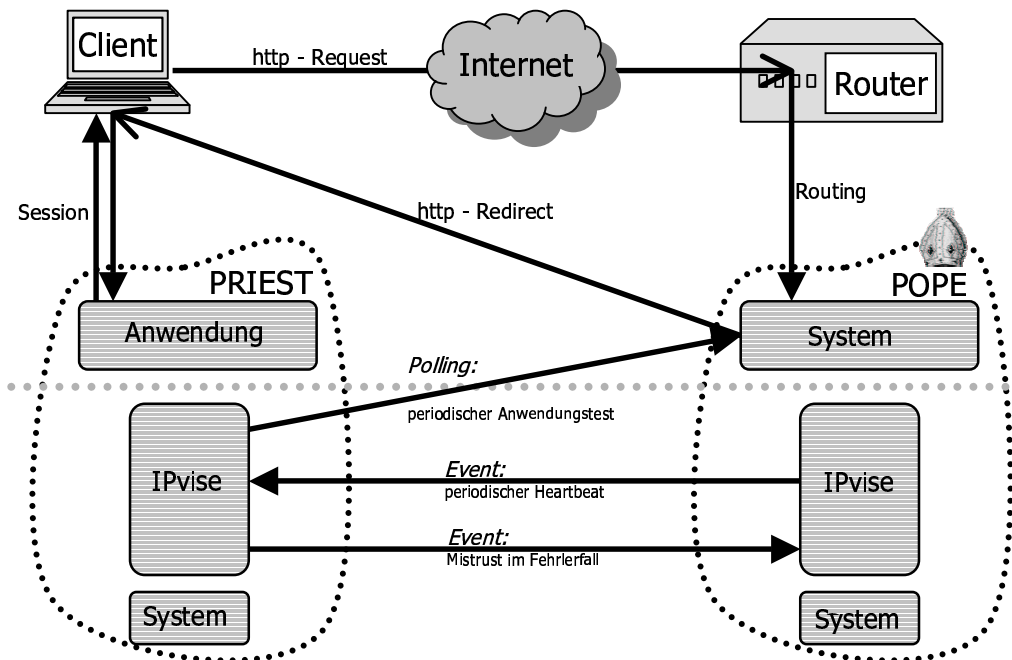 Client
http - Request
Internet
Router
Session
http - Redirect
Routing
PRIEST
POPE
Anwendung
System
Polling:
periodischer Anwendungstest
IPvise
Event:
periodischer Heartbeat
IPvise
Event:
Mistrust im Fehrlerfall
System
System